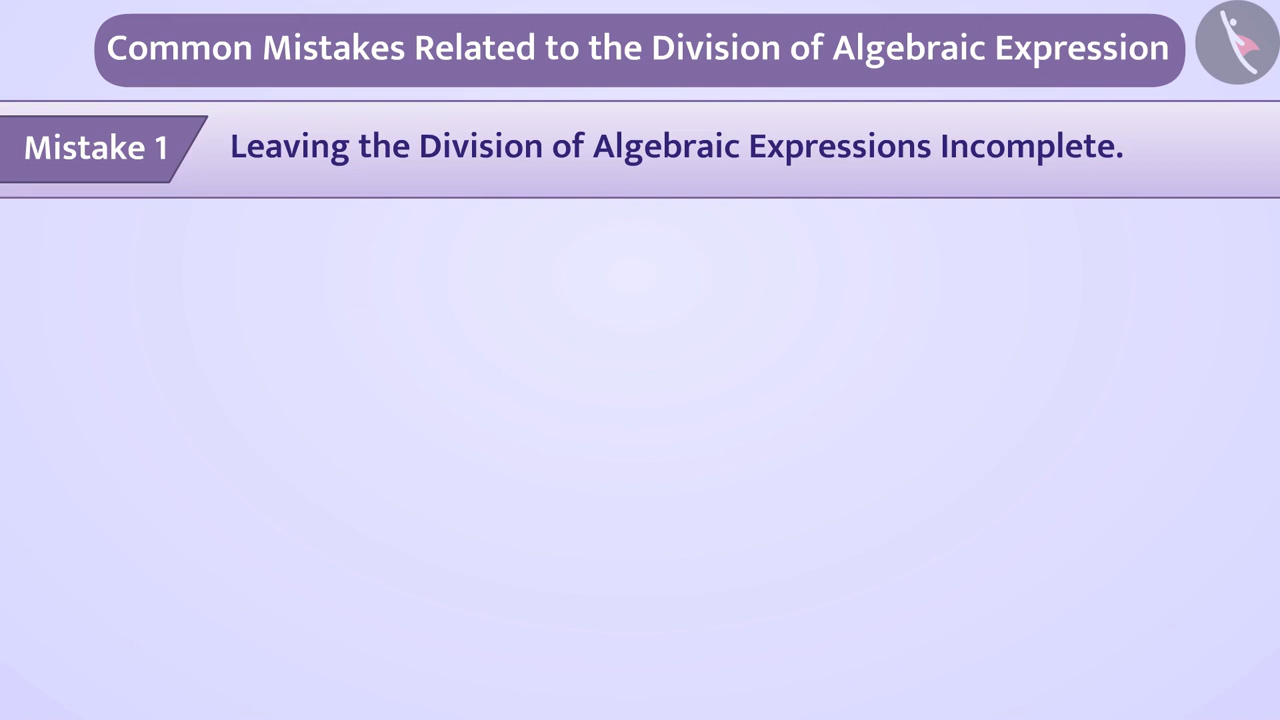 Common Mistakes Related to the Division of Algebraic Expression
Mistake 1 Leaving the Division of Algebraic Expressions Incomplete.